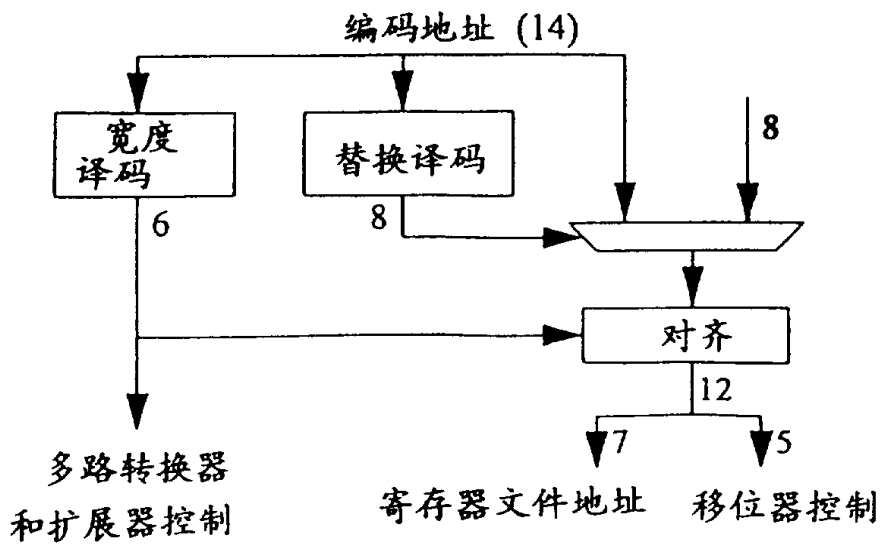 编码地址 (14)
宽度
译码
替换译码
8
6
8
对齐
12
7
5
多路转换器
和扩展器控制
寄存器文件地址
移位器控制